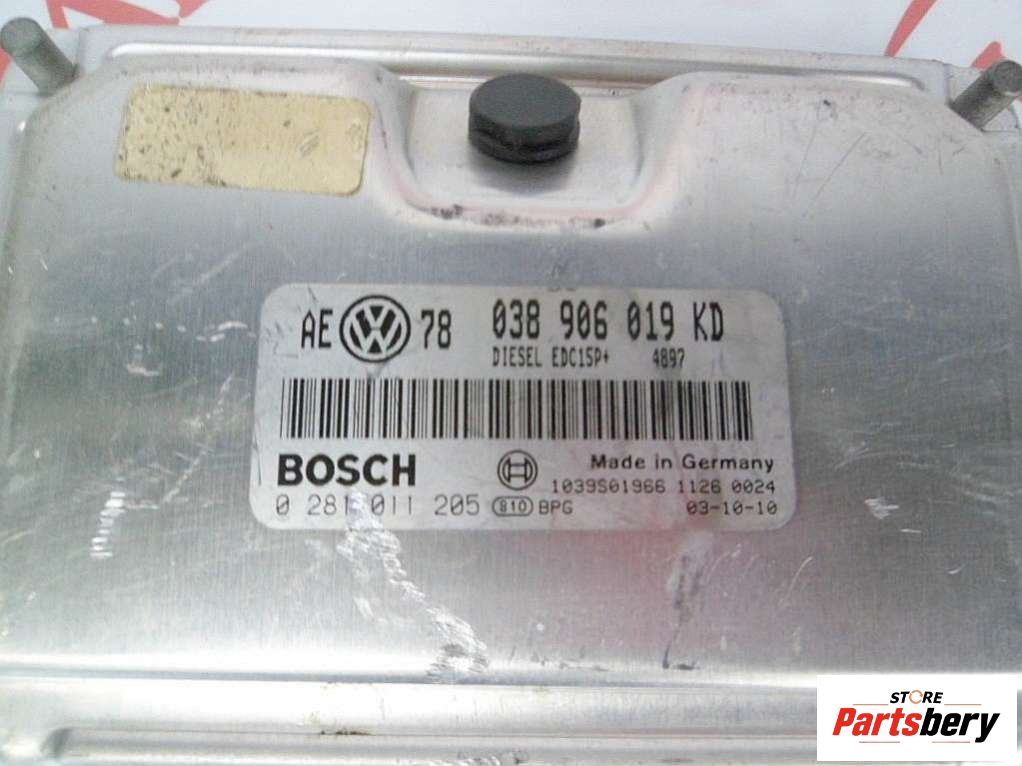 AE 78 038 906 019 KD
DIESEL EDC15P+ 4897
BOSCH Made in Germany
1039S01966 1126 0024
0 281 011 205 810 BPG 03-10-10
STORE
Partsbery